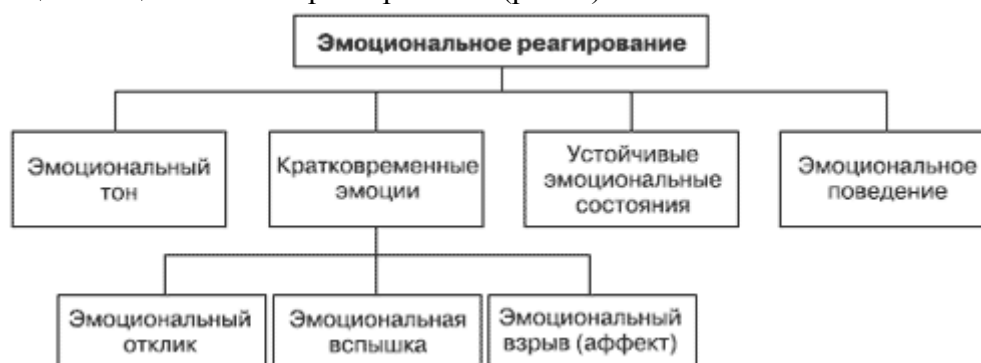 Эмоциональное реагирование
Эмоциональный
тон
Кратковременные
эмоции
Устойчивые
эмоциональные
состояния
Эмоциональное
поведение
Эмоциональный
отклик
Эмоциональная
вспышка
Эмоциональный
взрыв (аффект)